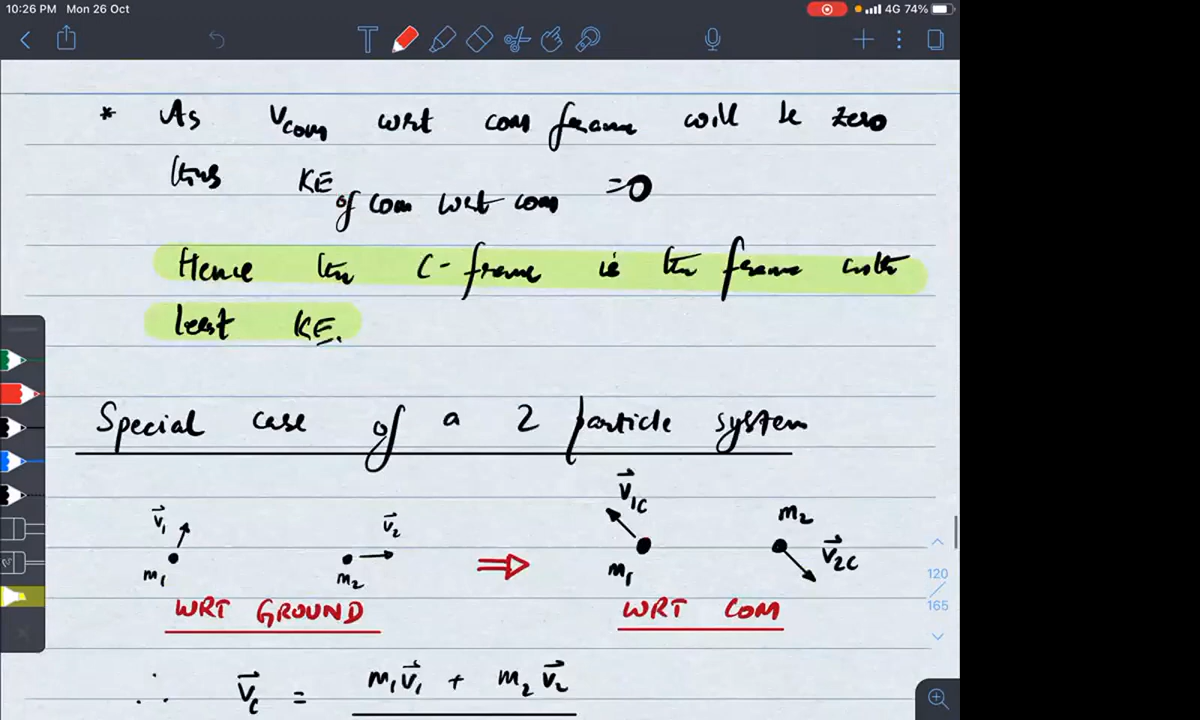 10:26 PM Mon 26 Oct
4G 74%
* As Vcom wrt com frame will be zero
thus KE of com wrt com =0
Hence the C-frame is the frame with
least KE.
Special case of a 2 particle system
v⃗₁ v⃗₂ v⃗₁c m₂
m₁ m₂ m₁ v⃗₂c
WRT GROUND WRT COM
120
/
165
∴ v⃗c = m₁v⃗₁ + m₂v⃗₂